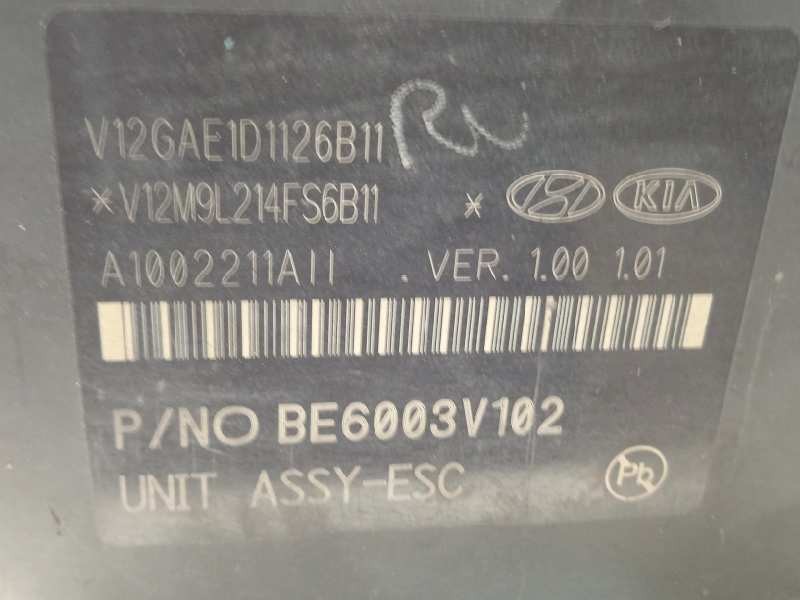 V12GAE1D1126B11
*V12M9L214FS6B11 *
KIA
A1002211AII .VER. 1.00 1.01
P/NO BE6003V102
UNIT ASSY-ESC
Pb